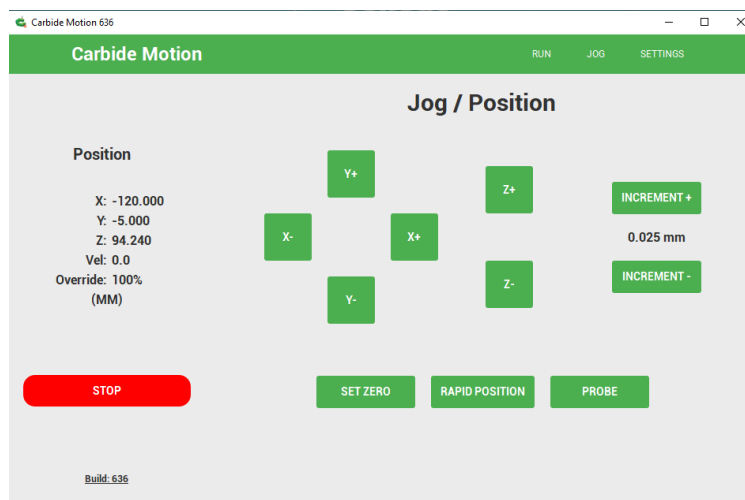 Carbide Motion 636
Carbide Motion
RUN JOG SETTINGS
Jog / Position
Position
X: -120.000
Y: -5.000
Z: 94.240
Vel: 0.0
Override: 100%
(MM)
Y+
X-
X+
Y-
Z+
Z-
INCREMENT +
0.025 mm
INCREMENT -
STOP
SET ZERO
RAPID POSITION
PROBE
Build: 636